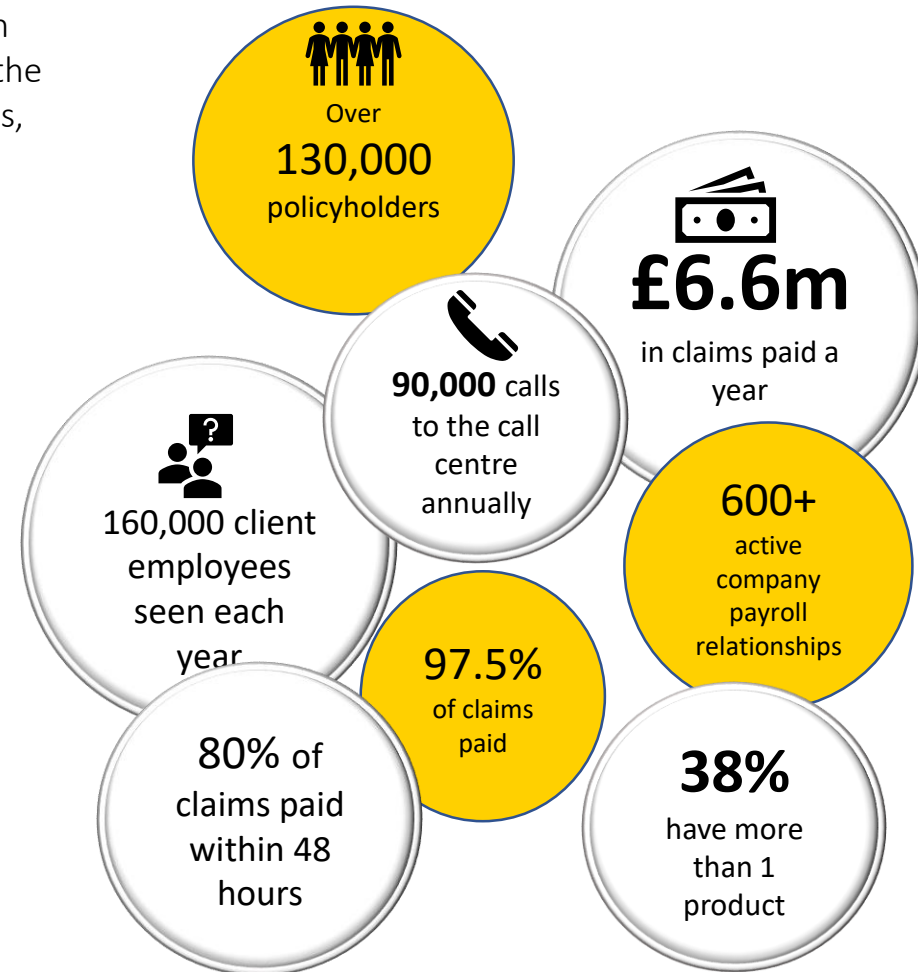 the
s,
Over
130,000
policyholders
£6.6m
in claims paid a
year
90,000 calls
to the call
centre
annually
?
160,000 client
employees
seen each
year
600+
active
company
payroll
relationships
97.5%
of claims
paid
80% of
claims paid
within 48
hours
38%
have more
than 1
product